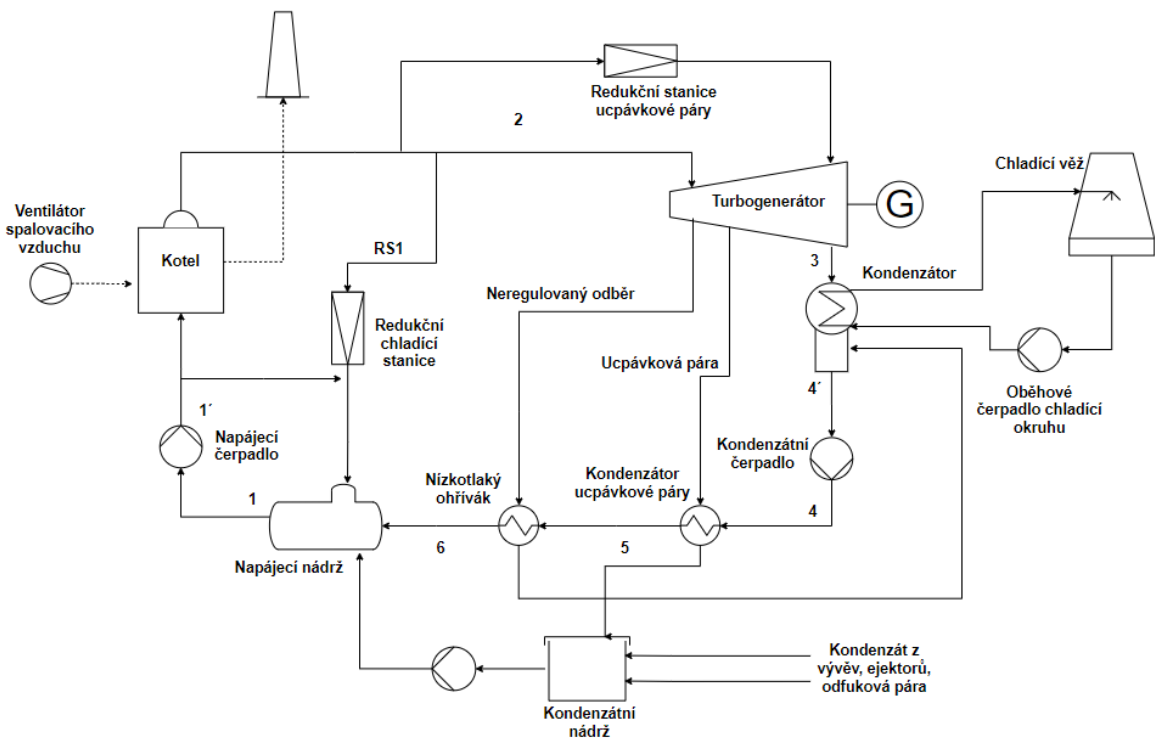 Redukční stanice
ucpávkové páry
2
Chladící věž
Turbogenerátor
G
Ventilátor
spalovacího
vzduchu
Kotel
RS1
3
Kondenzátor
Neregulovaný odběr
Redukční
chladící
stanice
Ucpávková pára
4´
Oběhové
čerpadlo chladící
okruhu
1´
Napájecí
čerpadlo
Kondenzátní
čerpadlo
Nízkotlaký
ohřívák
Kondenzátor
ucpávkové páry
1
4
6
5
Napájecí nádrž
Kondenzát z
vývěv, ejektorů,
odfuková pára
Kondenzátní
nádrž